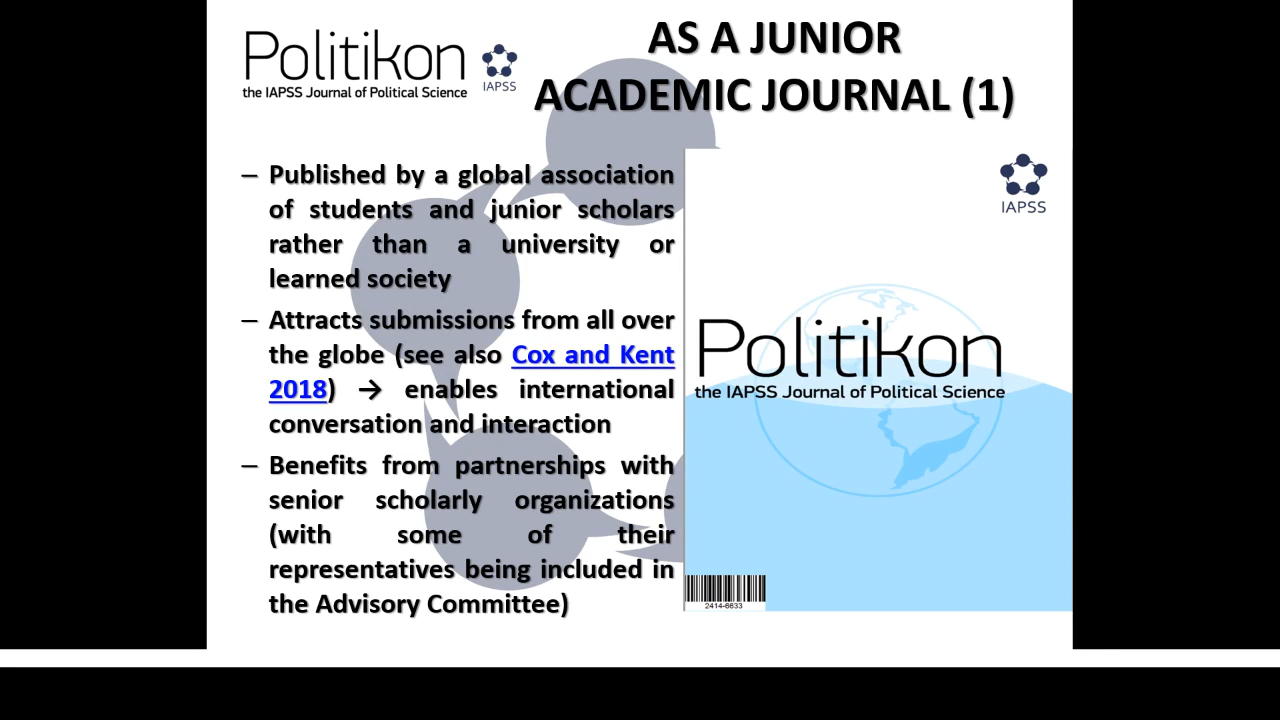 Politikon
the IAPSS Journal of Political Science
IAPSS
AS A JUNIOR
ACADEMIC JOURNAL (1)
– Published by a global association
of students and junior scholars
rather than a university or
learned society
– Attracts submissions from all over
the globe (see also Cox and Kent
2018) → enables international
conversation and interaction
– Benefits from partnerships with
senior scholarly organizations
(with some of their
representatives being included in
the Advisory Committee)
IAPSS
Politikon
the IAPSS Journal of Political Science
2414-6633